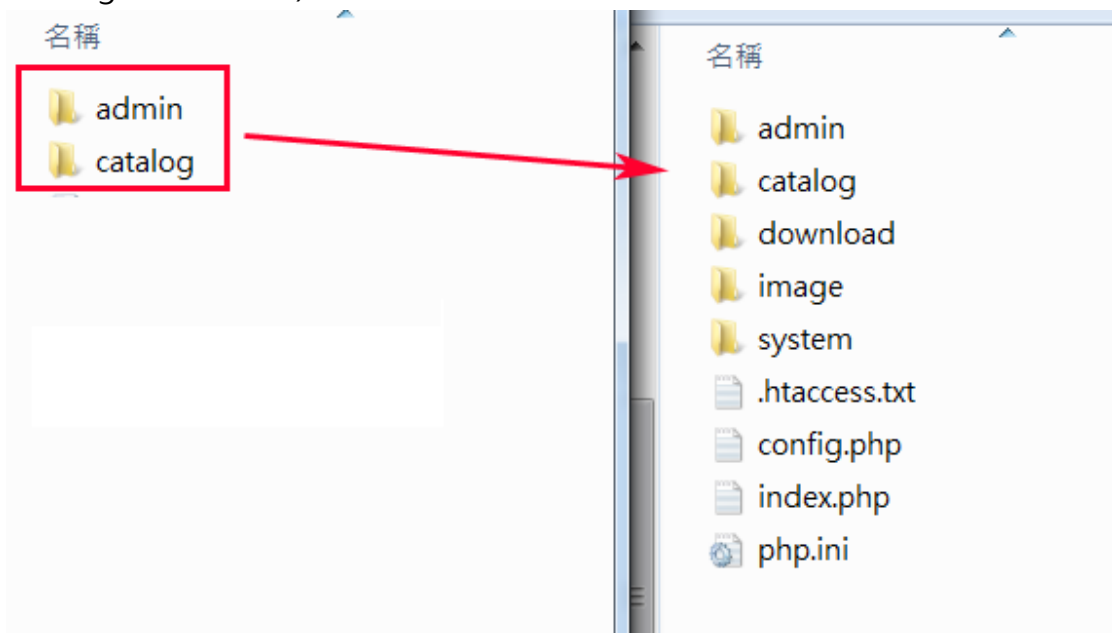 名稱
admin
catalog
名稱
admin
catalog
download
image
system
.htaccess.txt
config.php
index.php
php.ini